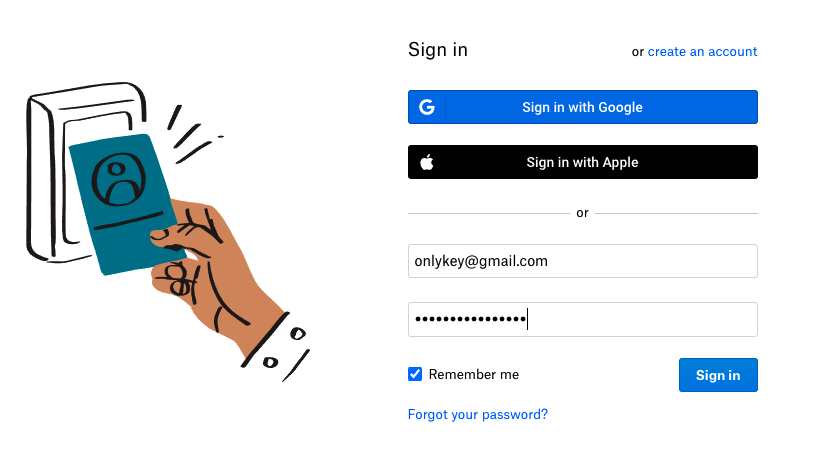 Sign in
or create an account
Sign in with Google
Sign in with Apple
or
onlykey@gmail.com
••••••••••••••••
Remember me
Sign in
Forgot your password?